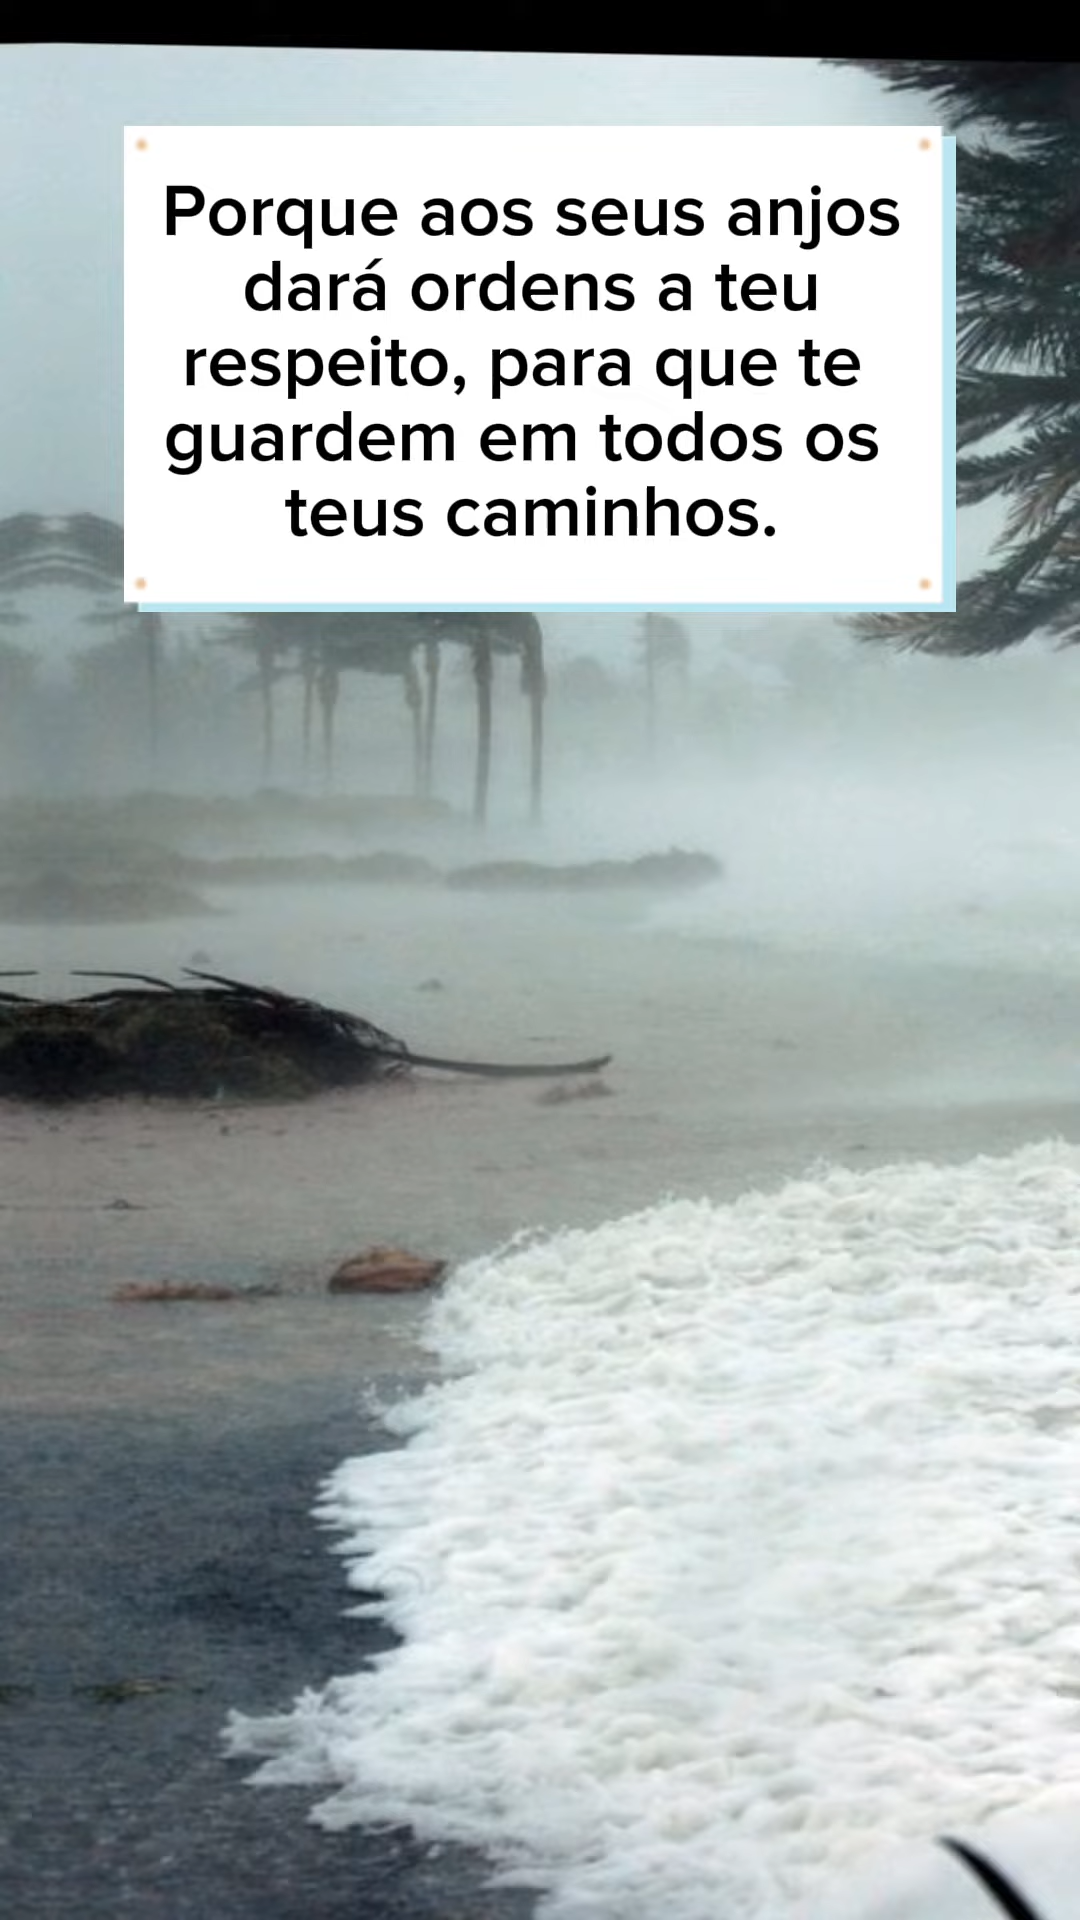 Porque aos seus anjos
dará ordens a teu
respeito, para que te
guardem em todos os
teus caminhos.